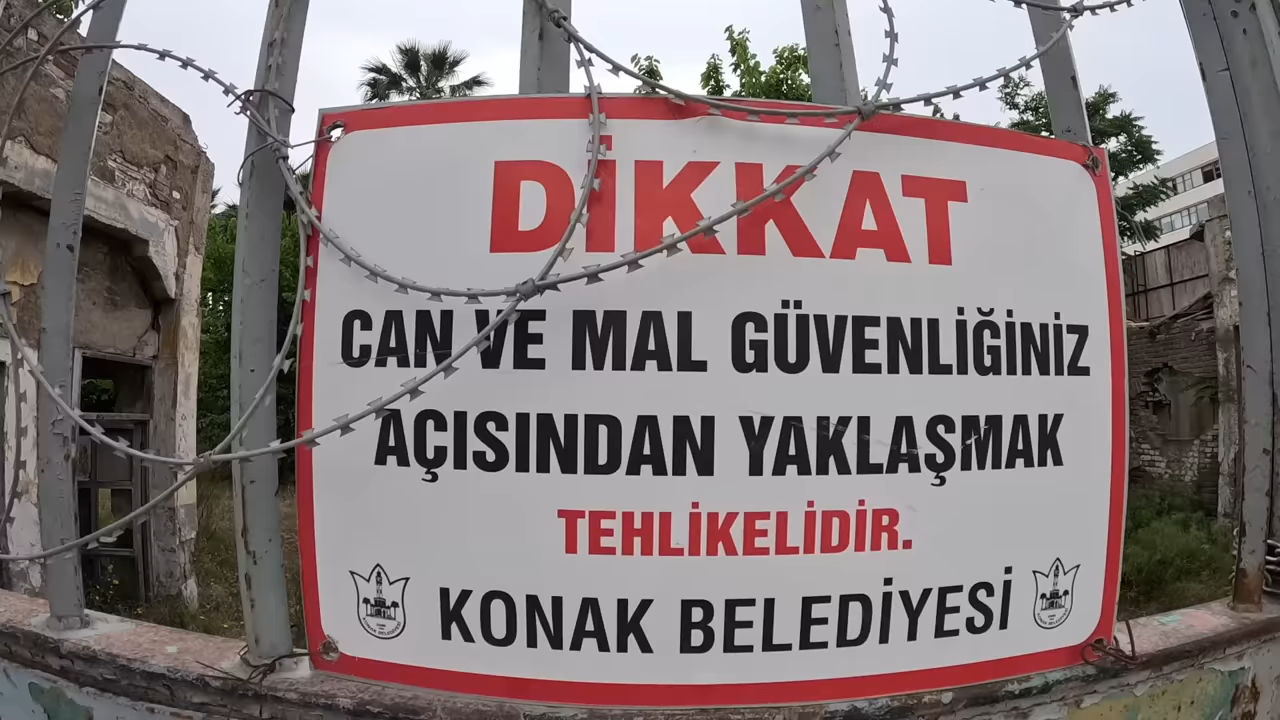 DİKKAT
CAN VE MAL GÜVENLİĞİNİZ
AÇISINDAN YAKLAŞMAK
TEHLİKELİDİR.
KONAK BELEDİYESİ